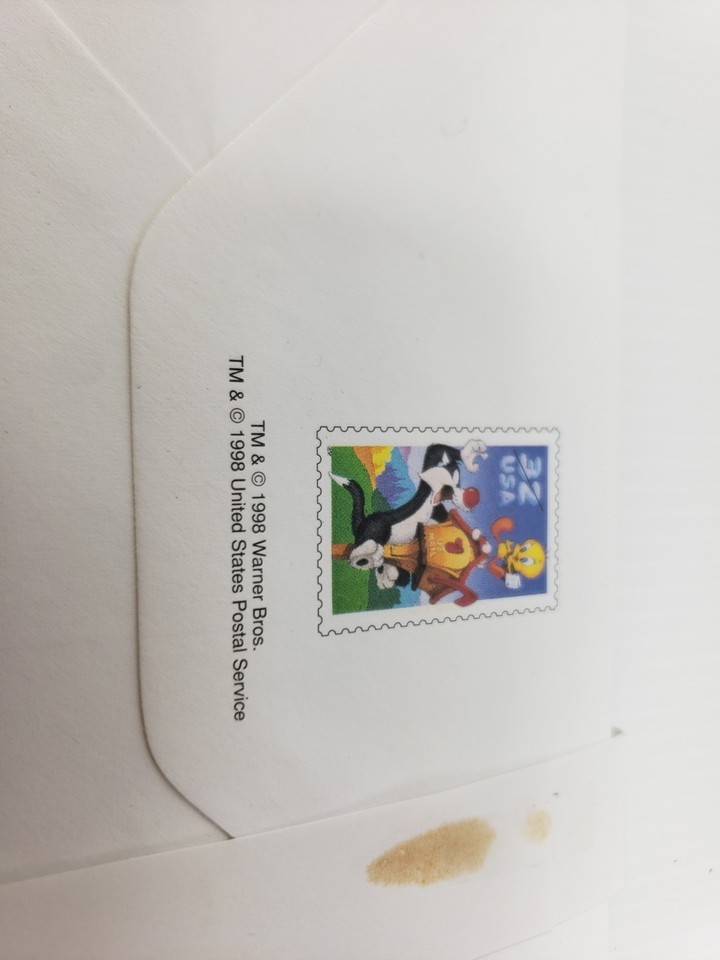 32
USA
TM & © 1998 Warner Bros.
TM & © 1998 United States Postal Service